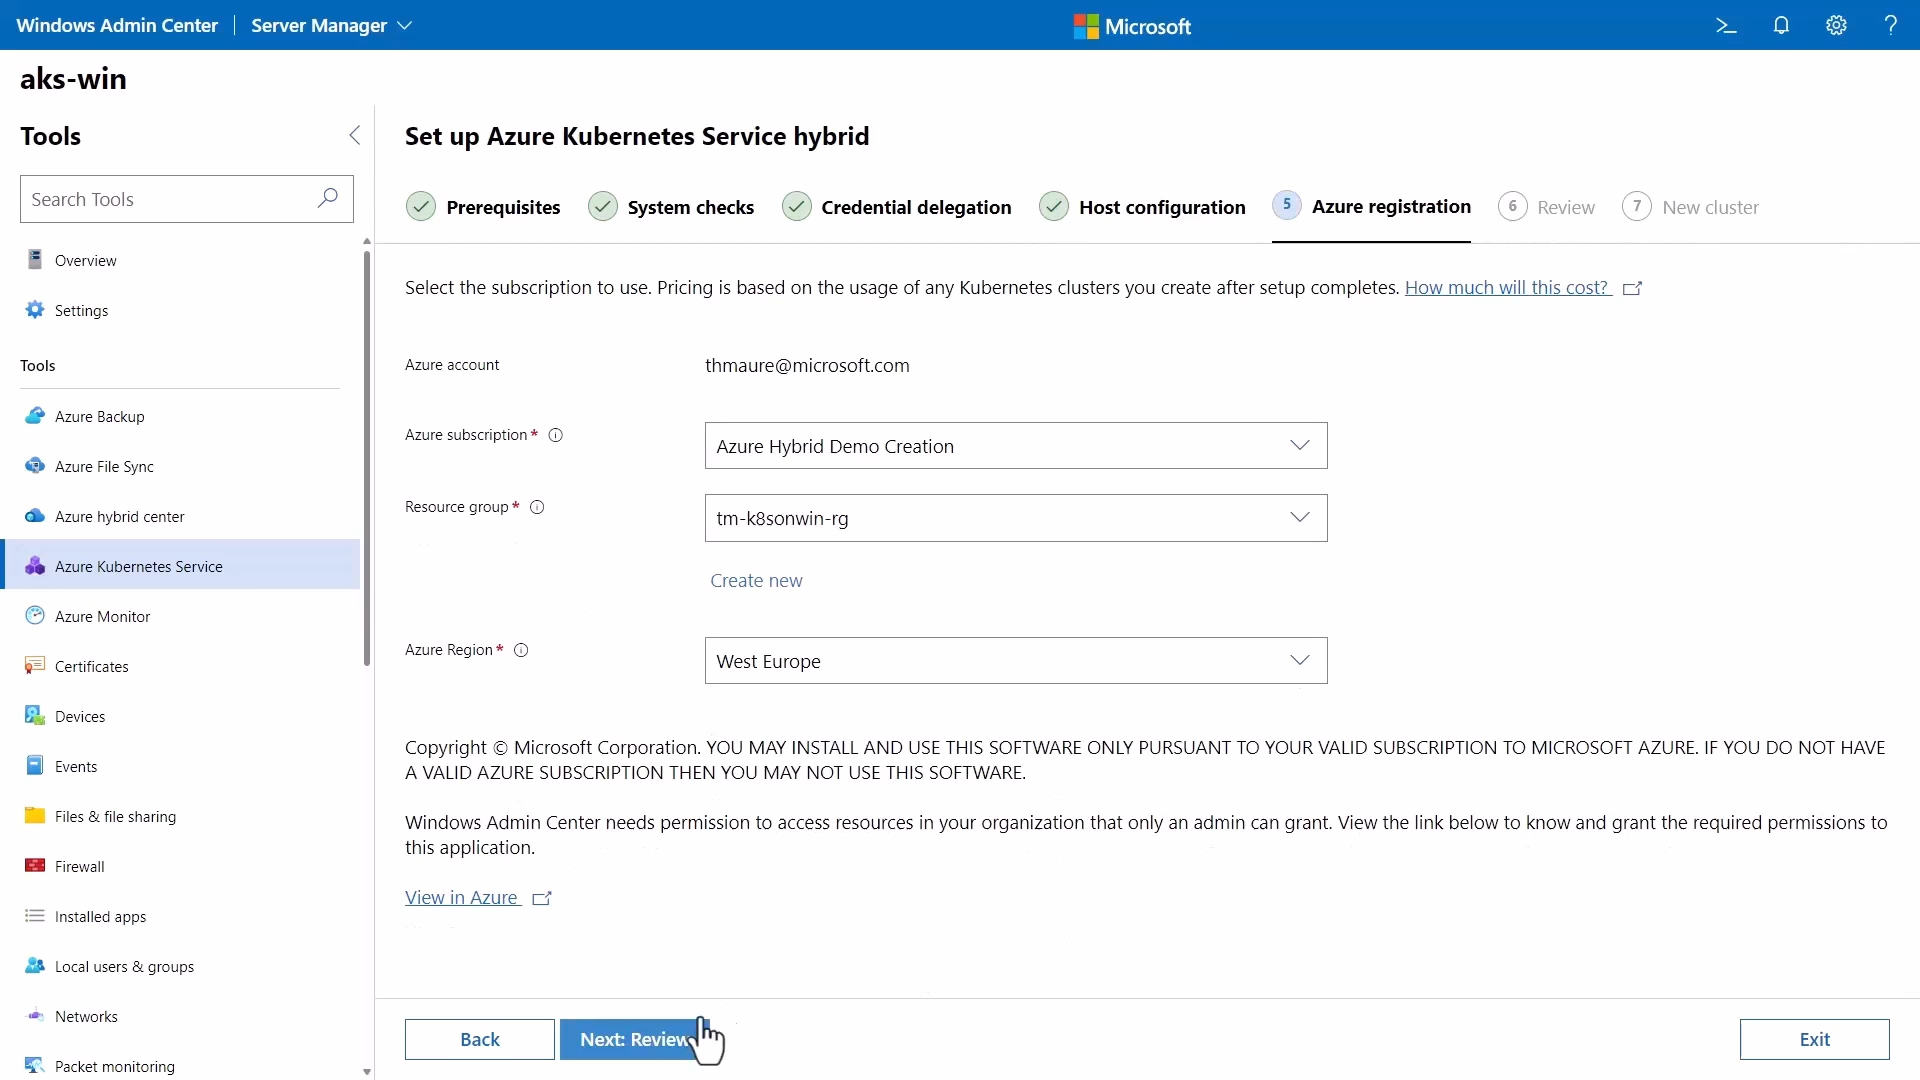 Windows Admin Center
Server Manager
Microsoft
aks-win
Tools
Search Tools
Overview
Settings
Tools
Azure Backup
Azure File Sync
Azure hybrid center
Azure Kubernetes Service
Azure Monitor
Certificates
Devices
Events
Files & file sharing
Firewall
Installed apps
Local users & groups
Networks
Packet monitoring
Set up Azure Kubernetes Service hybrid
Prerequisites
System checks
Credential delegation
Host configuration
5 Azure registration
6 Review
7 New cluster
Select the subscription to use. Pricing is based on the usage of any Kubernetes clusters you create after setup completes. How much will this cost?
Azure account
thmaure@microsoft.com
Azure subscription*
Azure Hybrid Demo Creation
Resource group*
tm-k8sonwin-rg
Create new
Azure Region*
West Europe
Copyright © Microsoft Corporation. YOU MAY INSTALL AND USE THIS SOFTWARE ONLY PURSUANT TO YOUR VALID SUBSCRIPTION TO MICROSOFT AZURE. IF YOU DO NOT HAVE
A VALID AZURE SUBSCRIPTION THEN YOU MAY NOT USE THIS SOFTWARE.
Windows Admin Center needs permission to access resources in your organization that only an admin can grant. View the link below to know and grant the required permissions to
this application.
View in Azure
Back
Next: Review
Exit